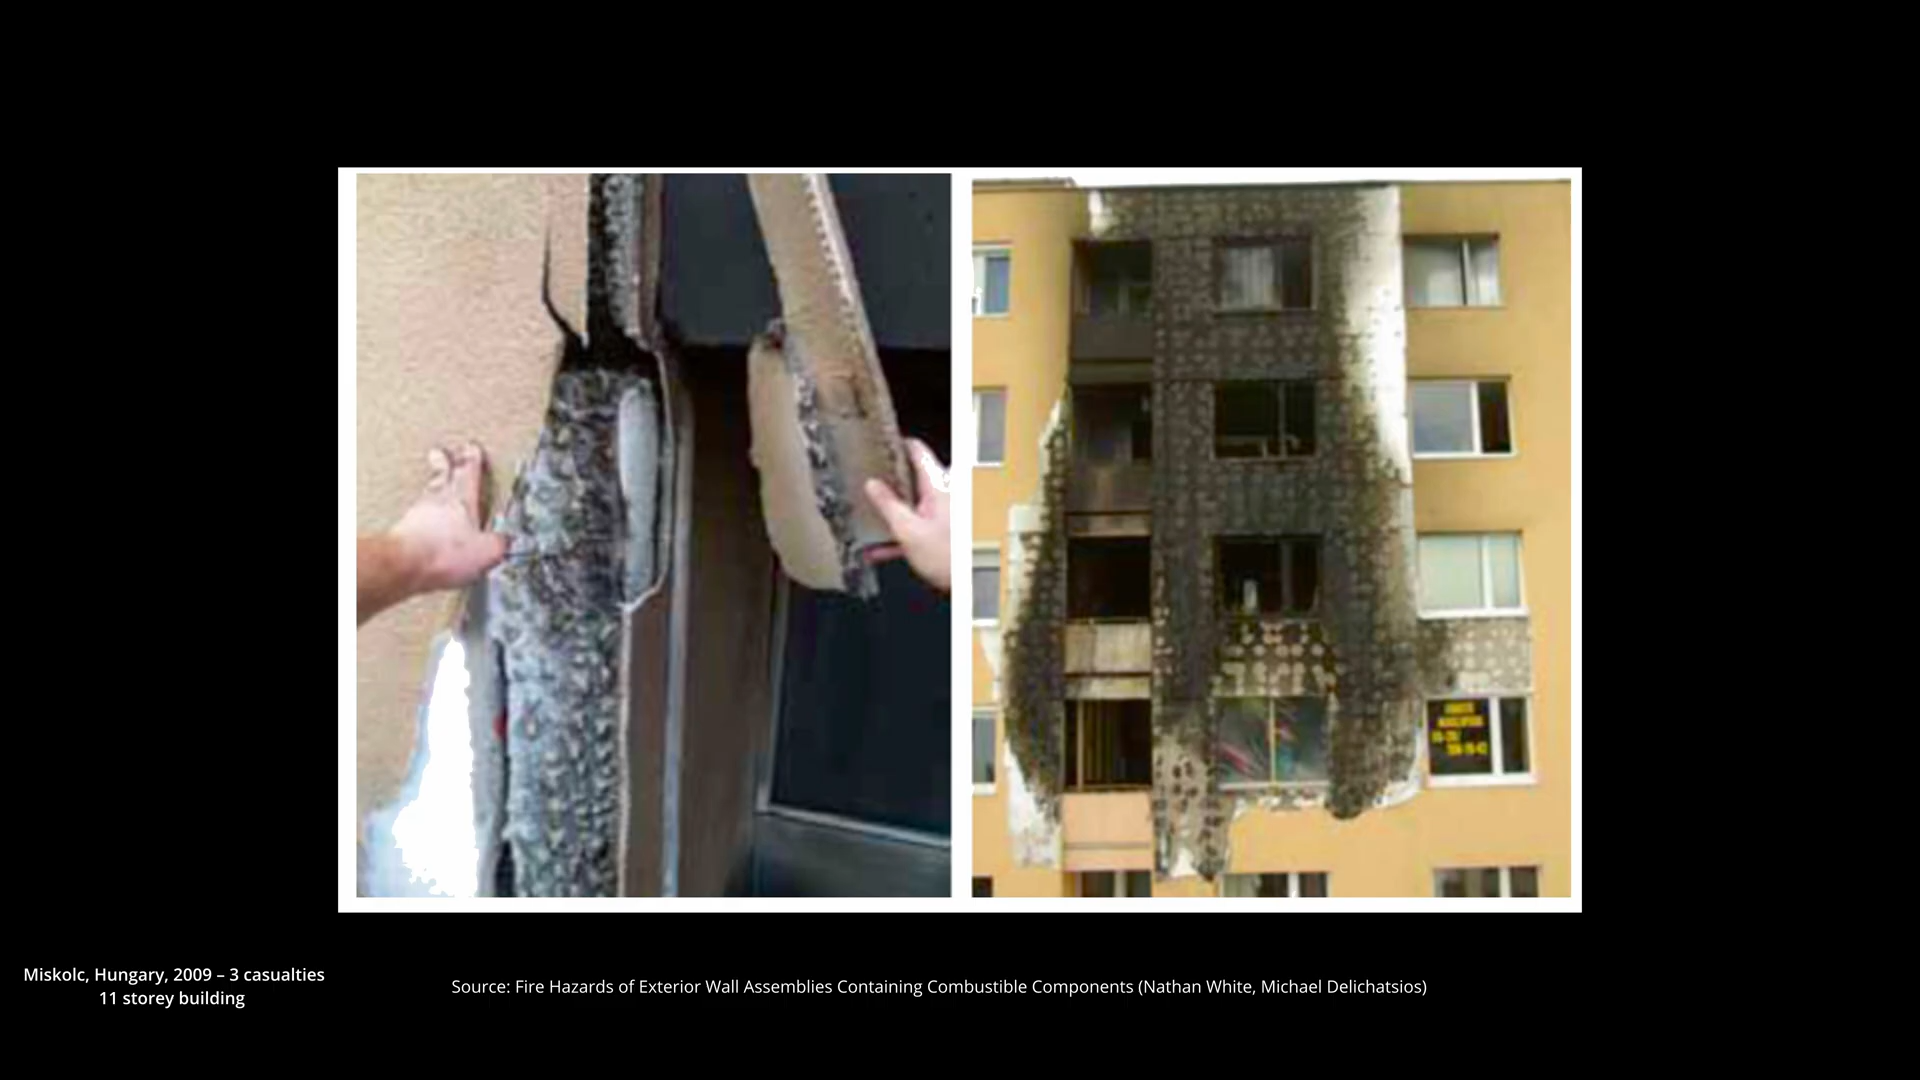 Miskolc, Hungary, 2009 – 3 casualties
11 storey building
Source: Fire Hazards of Exterior Wall Assemblies Containing Combustible Components (Nathan White, Michael Delichatsios)